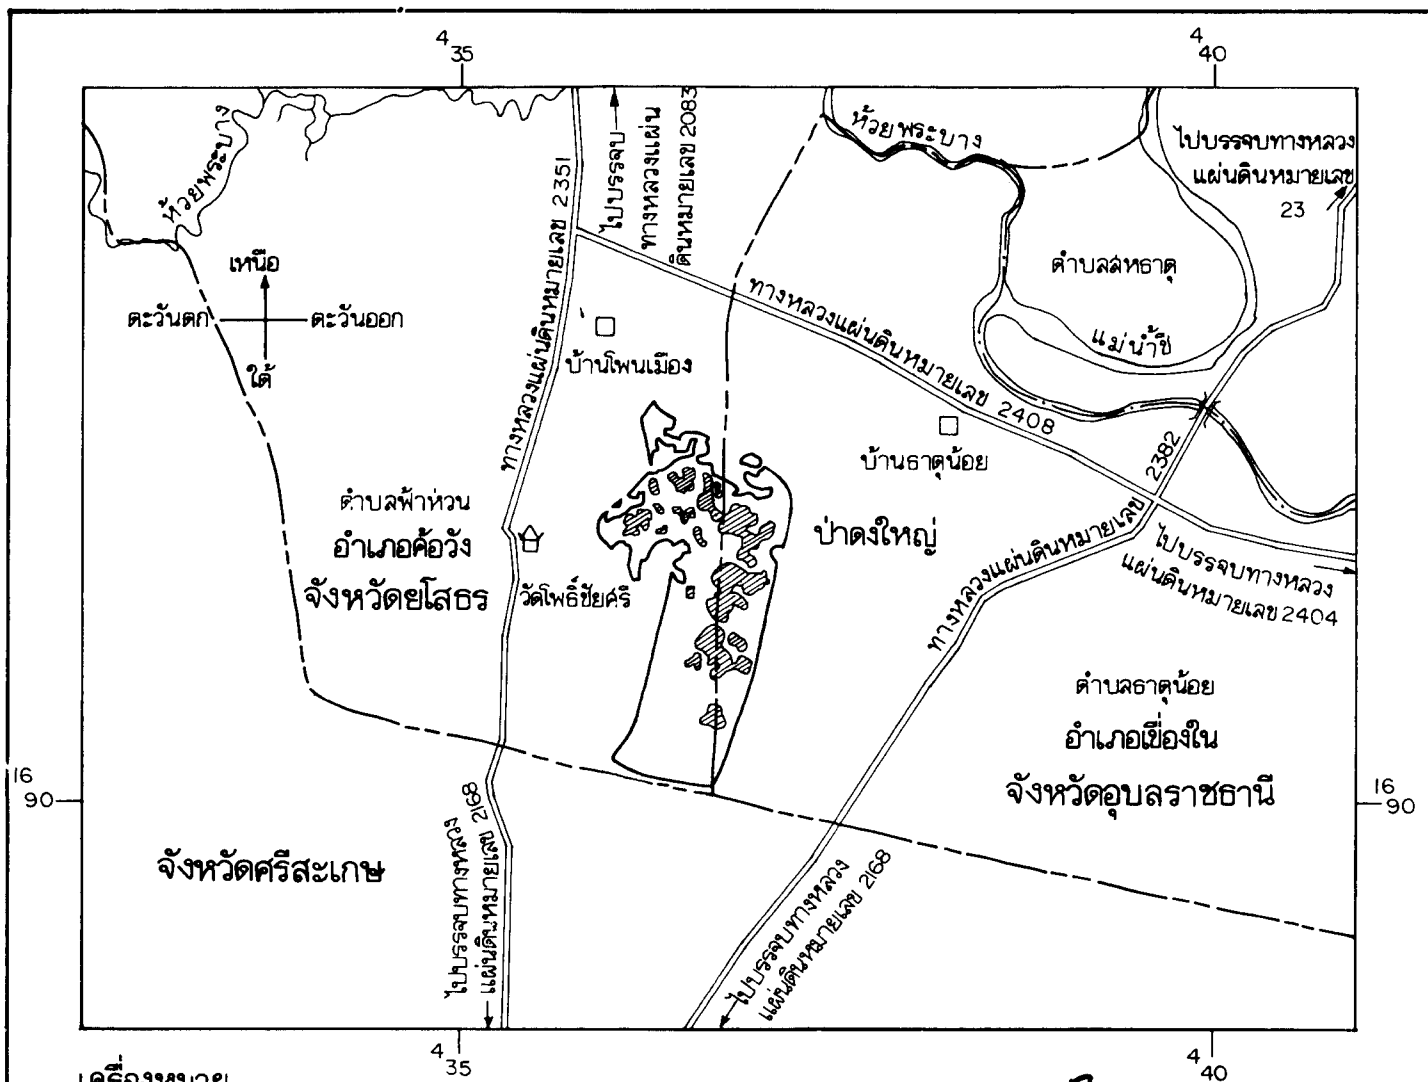 4
35
4
40
ห้วยพระบาง
ไปบรรจบ
ทางหลวงแผ่น
ดินหมายเลข 2083
ห้วยพระบาง
ไปบรรจบทางหลวง
แผ่นดินหมายเลข
23
เหนือ
ตะวันตก
ตะวันออก
ใต้
ทางหลวงแผ่นดินหมายเลข 2351
บ้านโพนเมือง
ทางหลวงแผ่นดินหมายเลข 2408
ตำบลสหธาตุ
แม่น้ำชี
บ้านธาตุน้อย
ตำบลฟ้าห่วน
อำเภอค้อวัง
จังหวัดยโสธร
วัดโพธิ์ชัยศรี
ป่าดงใหญ่
ทางหลวงแผ่นดินหมายเลข 2382
ไปบรรจบทางหลวง
แผ่นดินหมายเลข 2404
ตำบลธาตุน้อย
อำเภอเขื่องใน
จังหวัดอุบลราชธานี
16
90
16
90
จังหวัดศรีสะเกษ
ไปบรรจบทางหลวง
แผ่นดินหมายเลข 2168
ไปบรรจบทางหลวง
แผ่นดินหมายเลข 2168
4
35
4
40
เครื่องหมาย